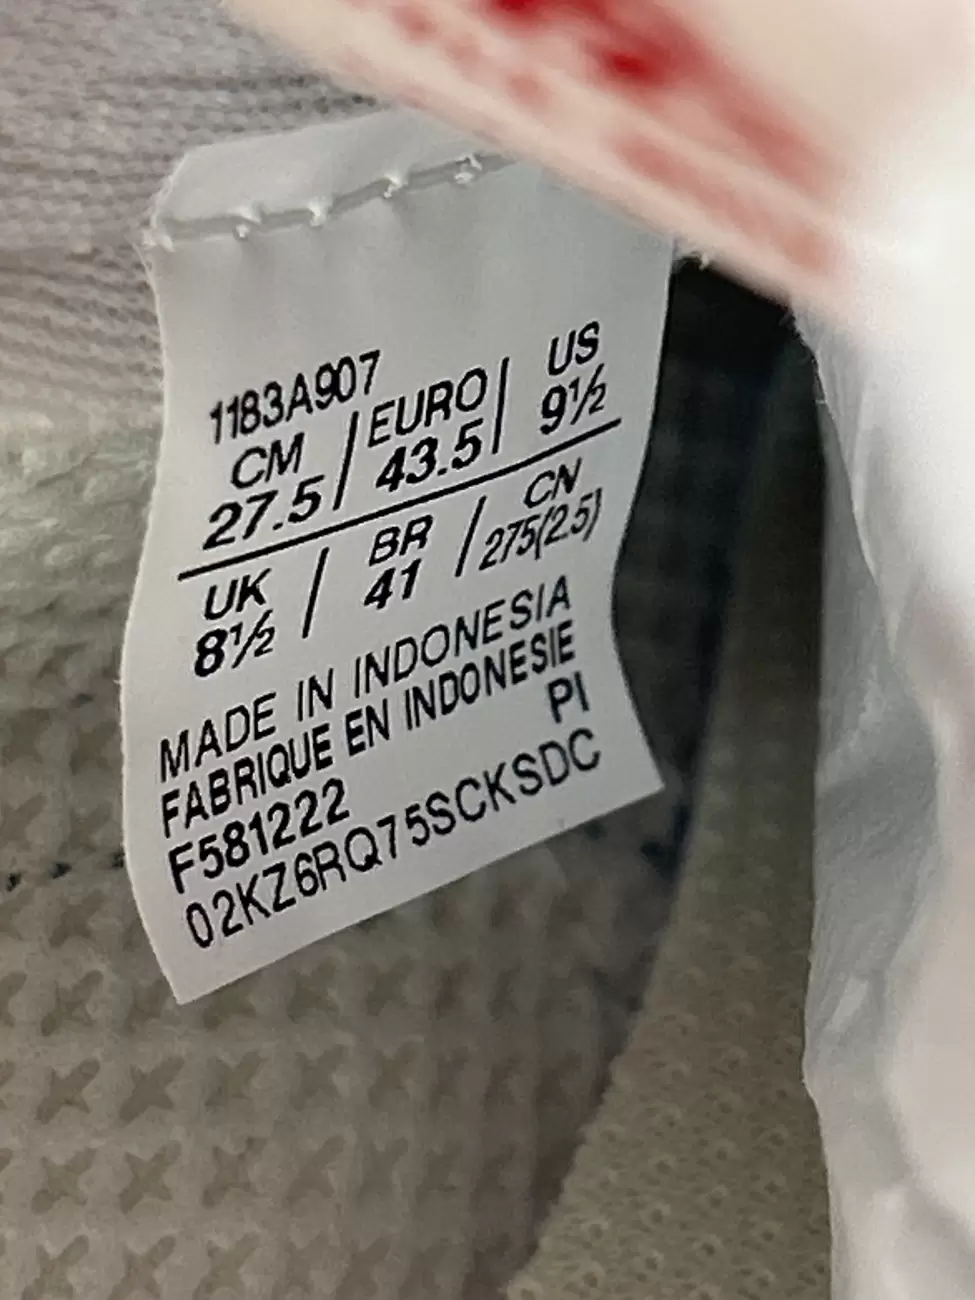 1183A907
CM / EURO / US
27.5 / 43.5 / 9½
UK / BR / CN
8½ / 41 / 275(2.5)
MADE IN INDONESIA
FABRIQUE EN INDONESIE
PI
F581222
02KZ6RQ75SCKSDC